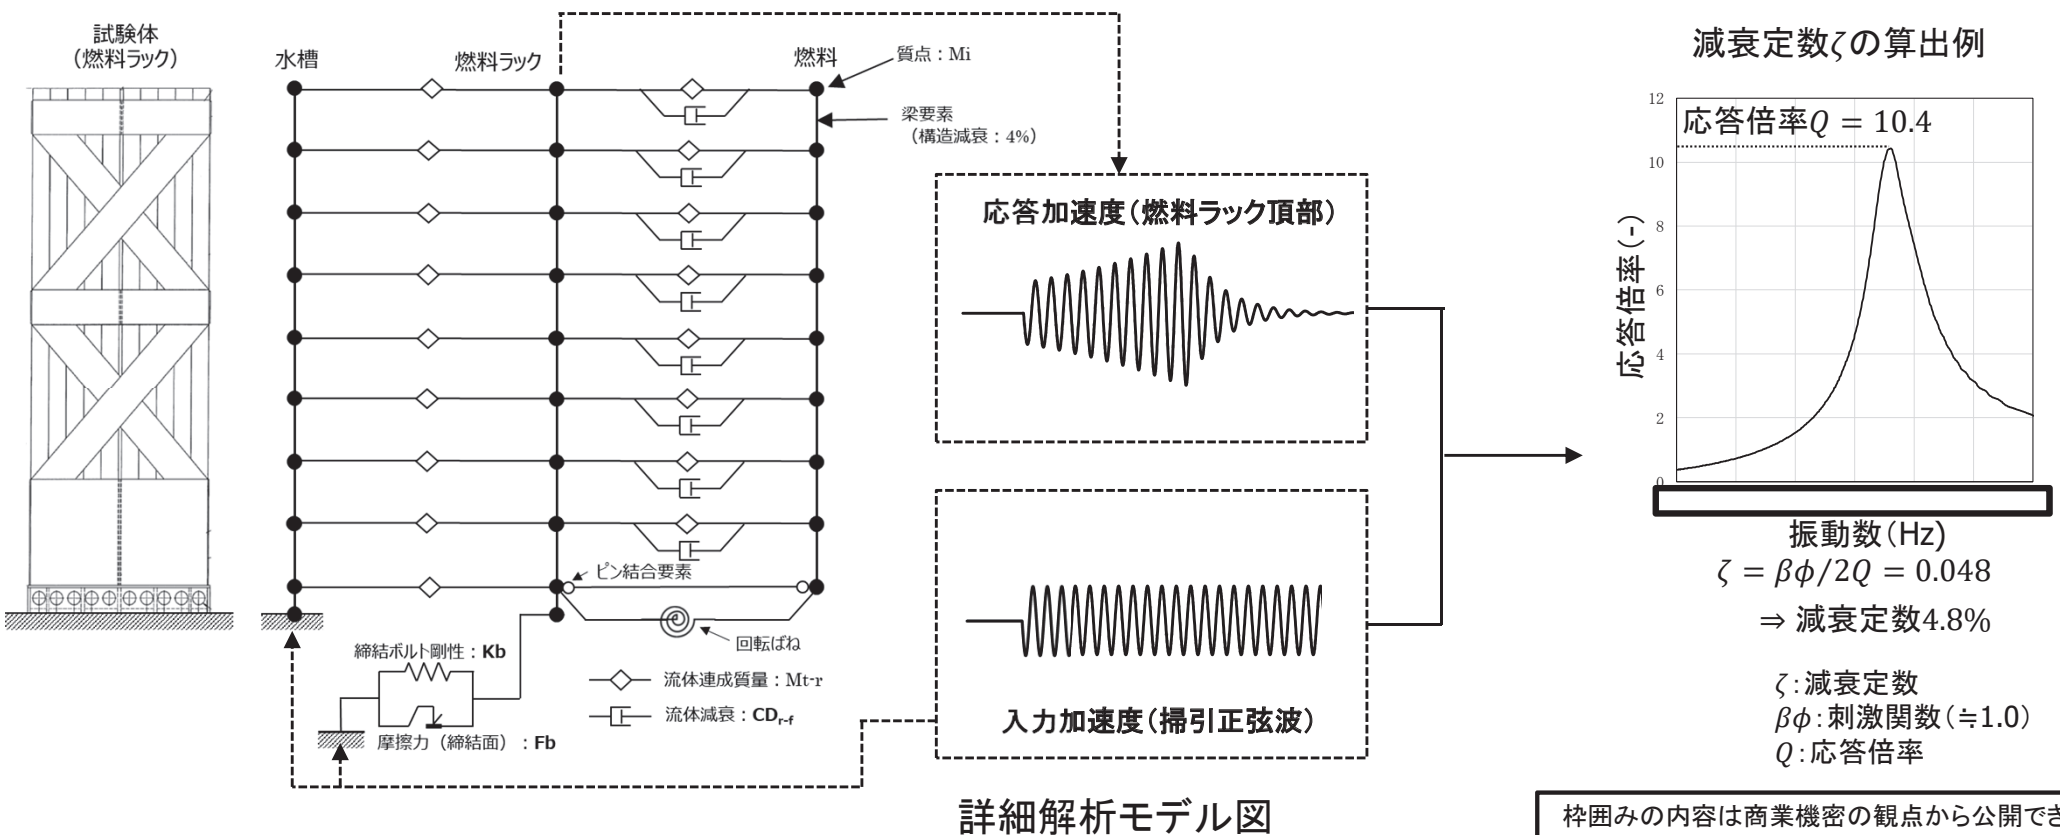 試験体
(燃料ラック)
水槽
燃料ラック
燃料
質点：Mi
梁要素
（構造減衰：4%）
ピン結合要素
回転ばね
締結ボルト剛性：Kb
摩擦力（締結面）：Fb
流体連成質量：Mt-r
流体減衰：CDr-f
応答加速度（燃料ラック頂部）
入力加速度（掃引正弦波）
詳細解析モデル図
減衰定数ζの算出例
応答倍率Q = 10.4
応答倍率(-)
12
10
8
6
4
2
0
振動数（Hz)
ζ = βϕ/2Q = 0.048
⇒ 減衰定数4.8%
ζ：減衰定数
βϕ：刺激関数（≒1.0）
Q：応答倍率
枠囲みの内容は商業機密の観点から公開でき